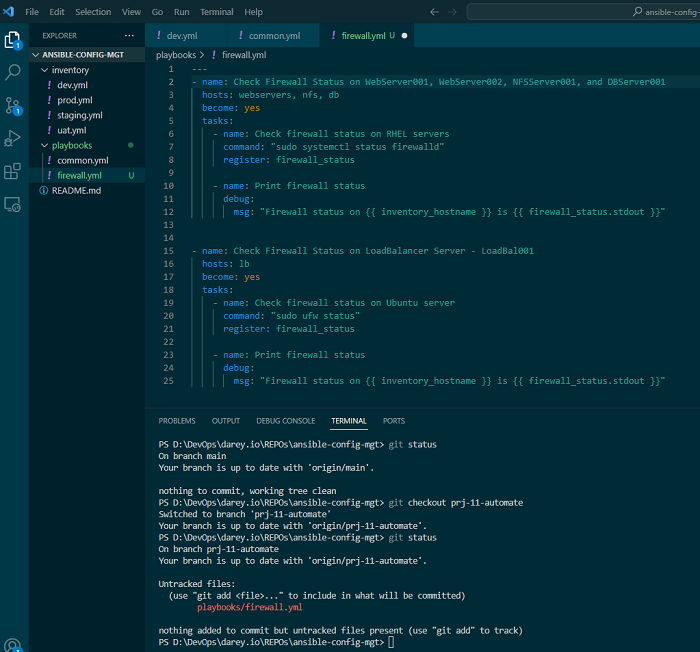 File Edit Selection View Go Run Terminal Help
ansible-config-
EXPLORER
ANSIBLE-CONFIG-MGT
inventory
! dev.yml
! prod.yml
! staging.yml
! uat.yml
playbooks
! common.yml
! firewall.yml U
README.md
1
1
! dev.yml ! common.yml ! firewall.yml U
playbooks > ! firewall.yml
1 ---
2 - name: Check Firewall Status on WebServer001, WebServer002, NFSServer001, and DBServer001
3 hosts: webservers, nfs, db
4 become: yes
5 tasks:
6 - name: Check firewall status on RHEL servers
7 command: "sudo systemctl status firewalld"
8 register: firewall_status
9
10 - name: Print firewall status
11 debug:
12 msg: "Firewall status on {{ inventory_hostname }} is {{ firewall_status.stdout }}"
13
14
15 - name: Check Firewall Status on LoadBalancer Server - LoadBal001
16 hosts: lb
17 become: yes
18 tasks:
19 - name: Check firewall status on Ubuntu server
20 command: "sudo ufw status"
21 register: firewall_status
22
23 - name: Print firewall status
24 debug:
25 msg: "Firewall status on {{ inventory_hostname }} is {{ firewall_status.stdout }}"
PROBLEMS OUTPUT DEBUG CONSOLE TERMINAL PORTS
PS D:\DevOps\darey.io\REPOs\ansible-config-mgt> git status
On branch main
Your branch is up to date with 'origin/main'.
nothing to commit, working tree clean
PS D:\DevOps\darey.io\REPOs\ansible-config-mgt> git checkout prj-11-automate
Switched to branch 'prj-11-automate'
Your branch is up to date with 'origin/prj-11-automate'.
PS D:\DevOps\darey.io\REPOs\ansible-config-mgt> git status
On branch prj-11-automate
Your branch is up to date with 'origin/prj-11-automate'.
Untracked files:
(use "git add <file>..." to include in what will be committed)
playbooks/firewall.yml
nothing added to commit but untracked files present (use "git add" to track)
PS D:\DevOps\darey.io\REPOs\ansible-config-mgt>